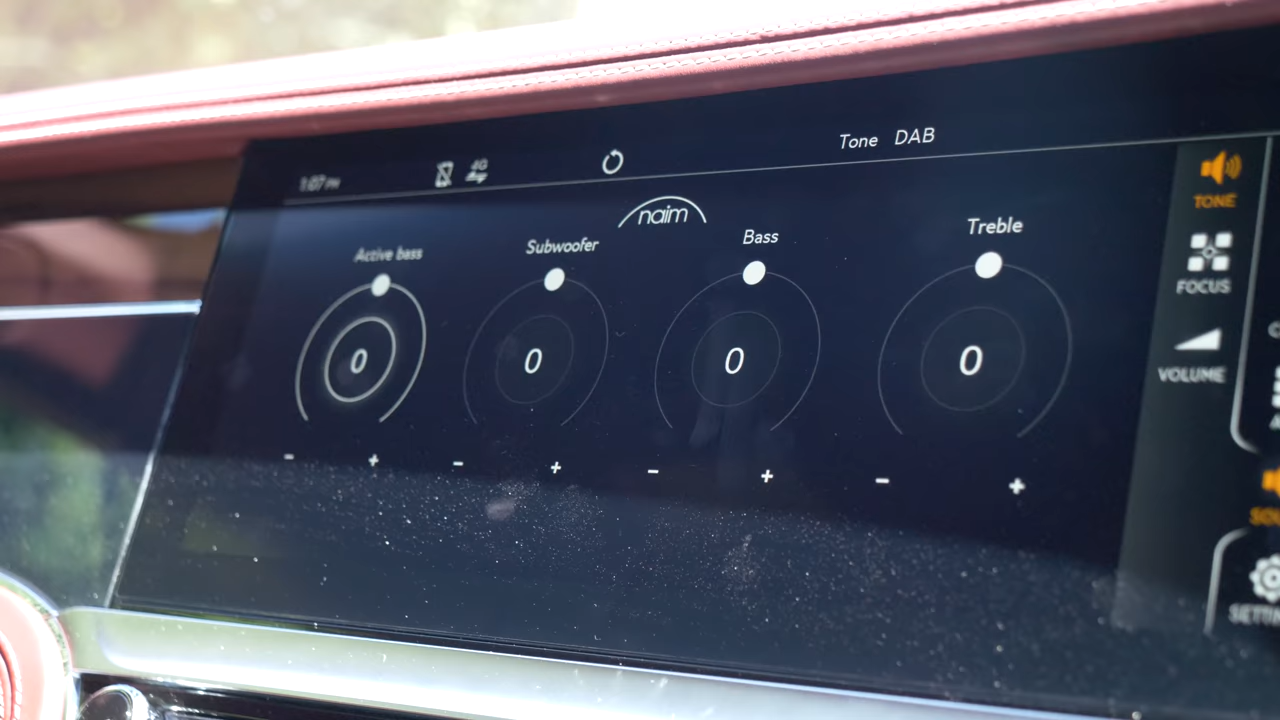 1:07 PM
4G
Tone DAB
naim
Active bass
Subwoofer
Bass
Treble
0
0
0
0
- +
- +
- +
- +
TONE
FOCUS
VOLUME